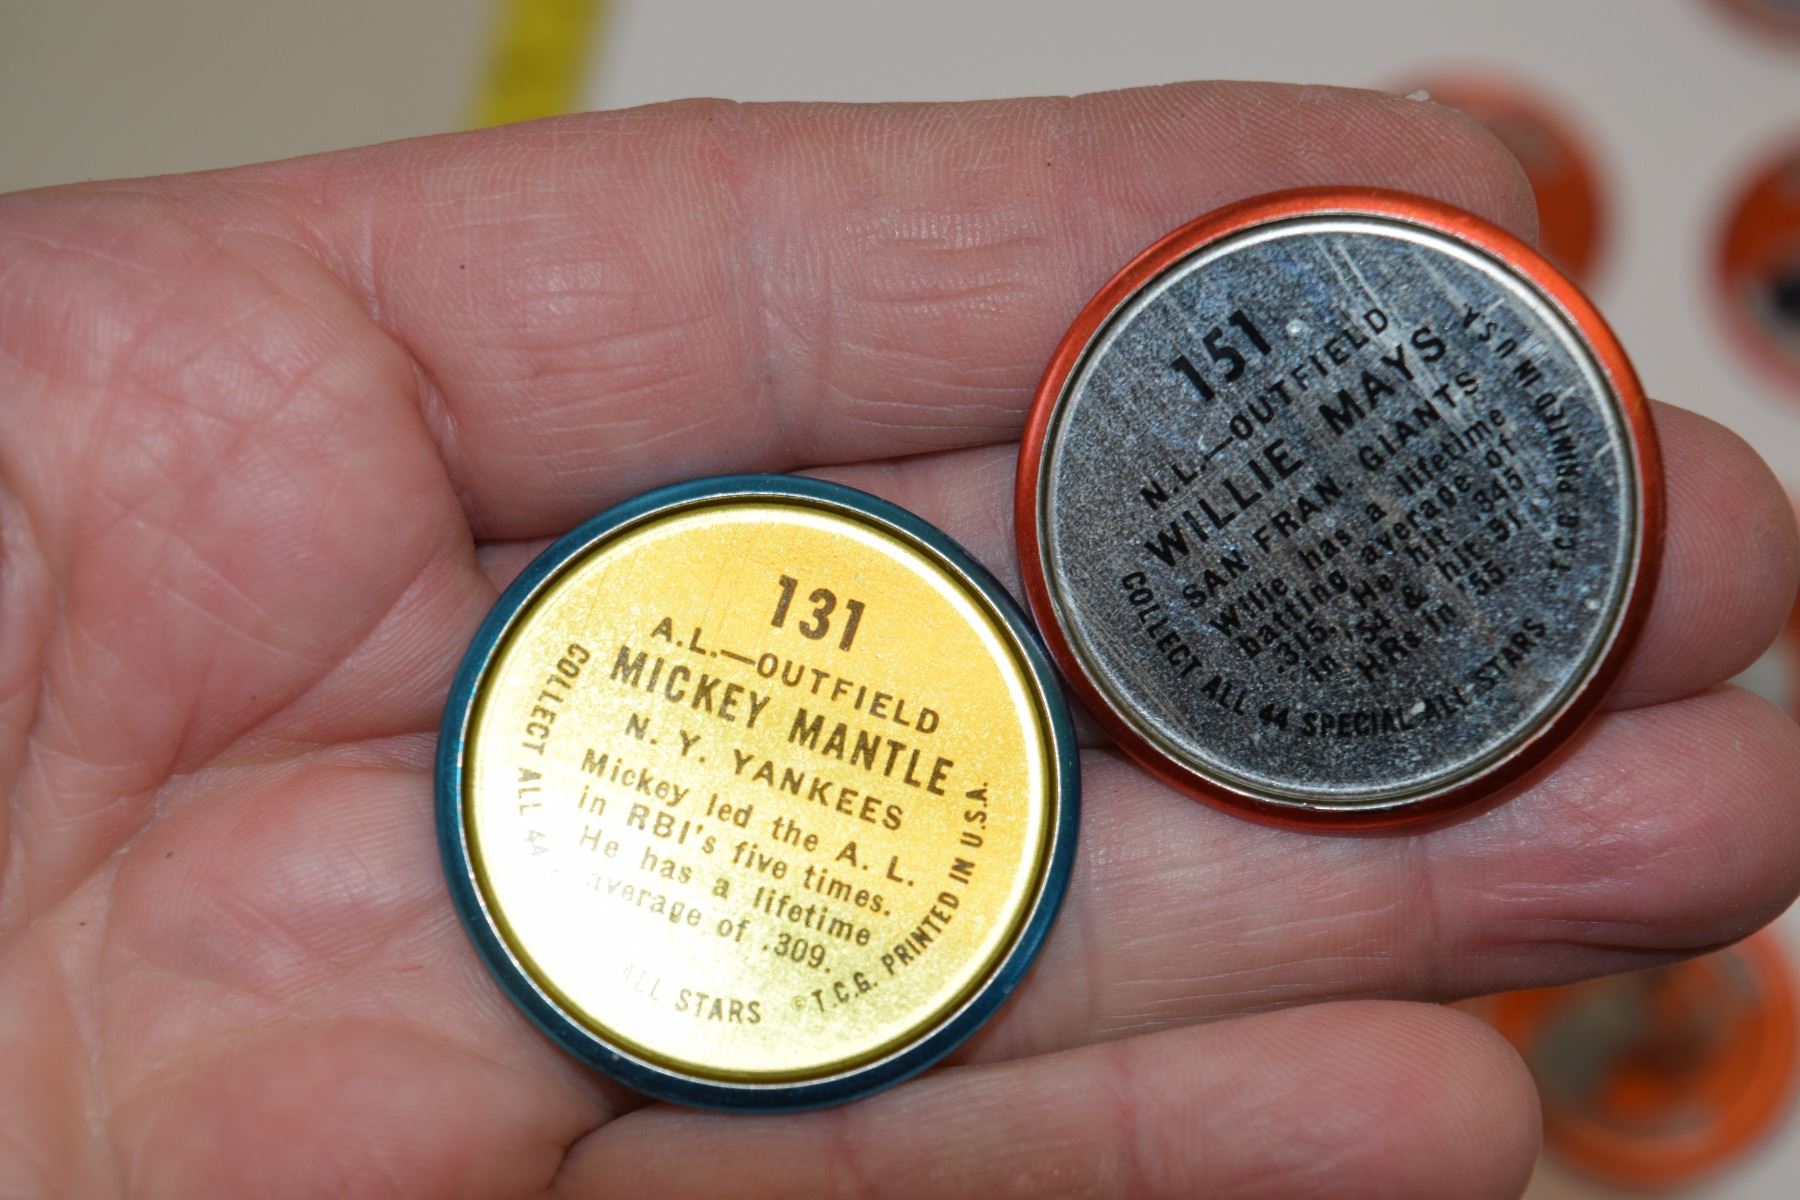 131
A.L.—OUTFIELD
MICKEY MANTLE
N. Y. YANKEES
Mickey led the A. L.
in RBI's five times.
He has a lifetime
average of .309.
COLLECT ALL 44
ALL STARS
©T.C.G. PRINTED IN U.S.A.
151
N.L.—OUTFIELD
WILLIE MAYS
SAN FRAN. GIANTS
Willie has a lifetime
batting average of
.315. He hit .345
in '54 & hit 51
HRs in '55.
COLLECT ALL 44 SPECIAL ALL STARS
©T.C.G. PRINTED IN U.S.A.